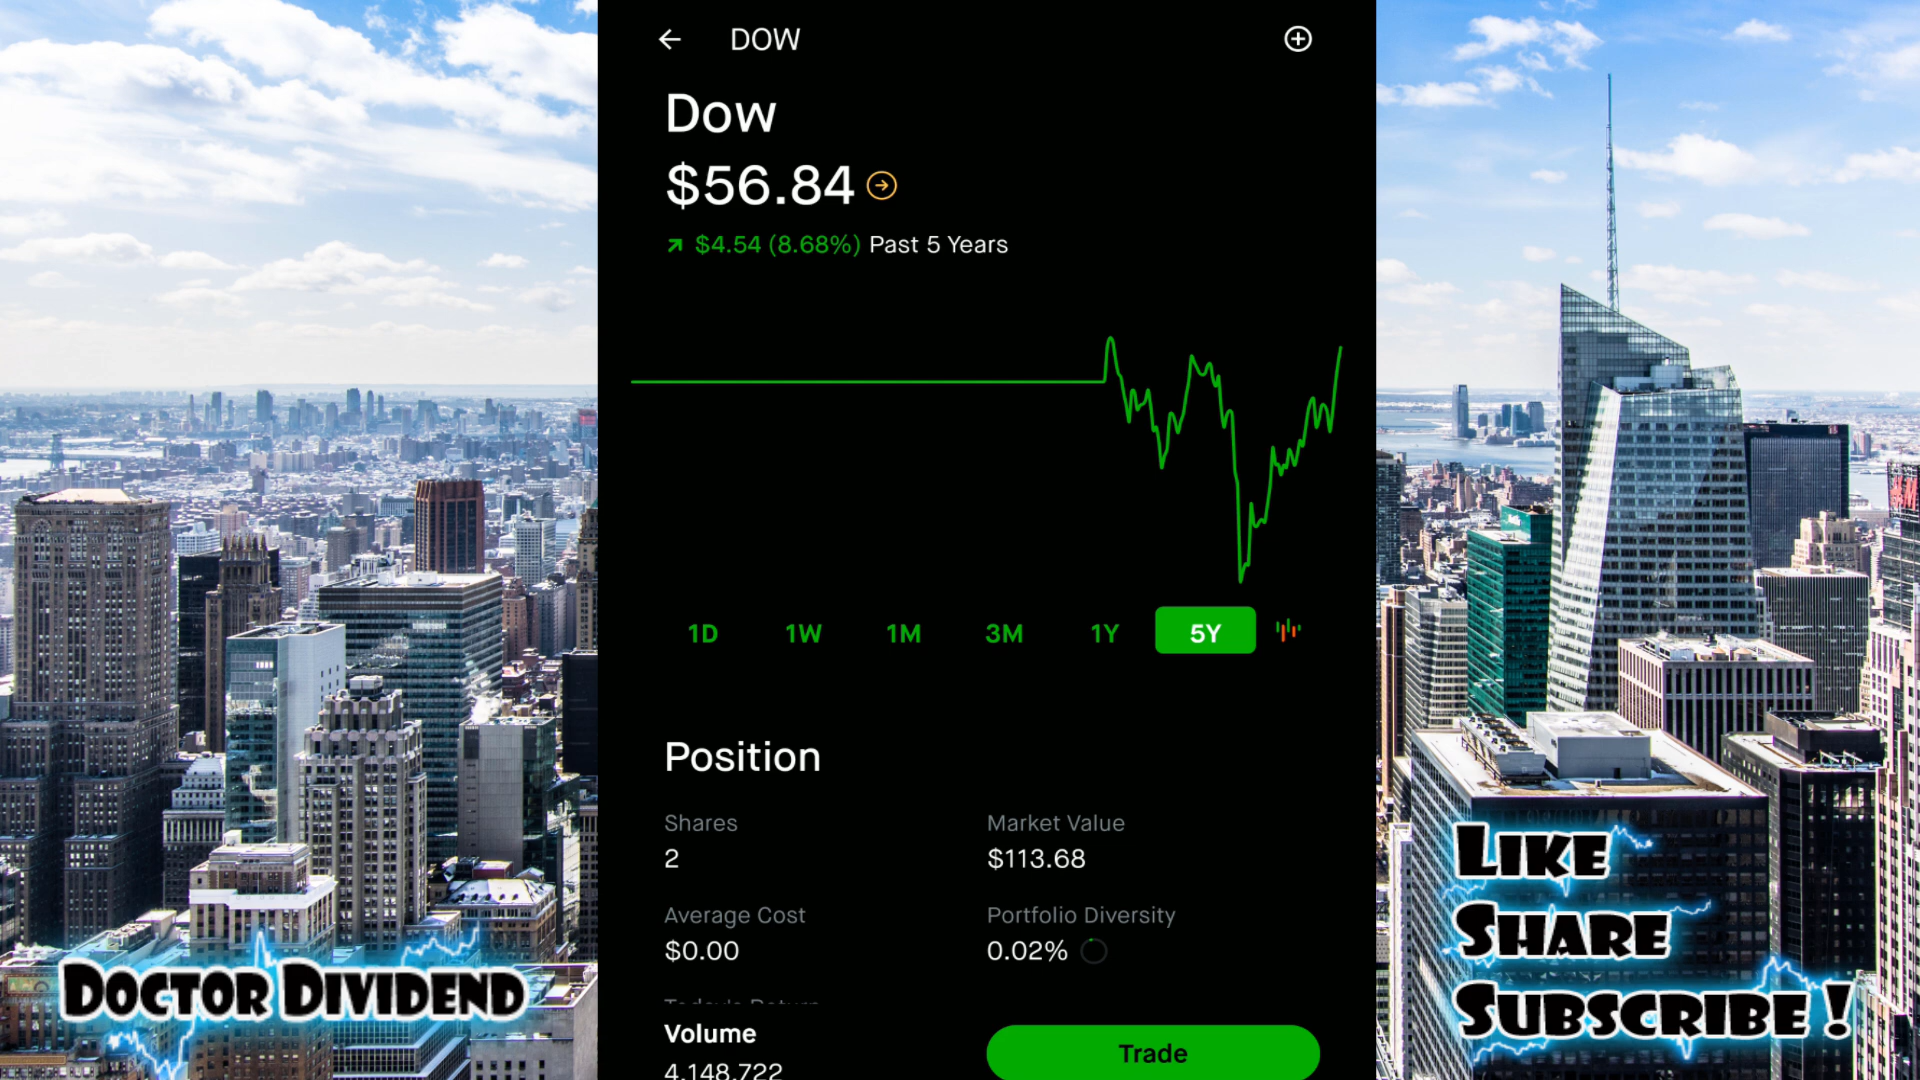 DOW
Dow
$56.84
$4.54 (8.68%) Past 5 Years
1D 1W 1M 3M 1Y 5Y
Position
Shares
2
Market Value
$113.68
Average Cost
$0.00
Portfolio Diversity
0.02%
Today's Return
Volume
4,148,722
Trade
DOCTOR DIVIDEND
LIKE
SHARE
SUBSCRIBE !